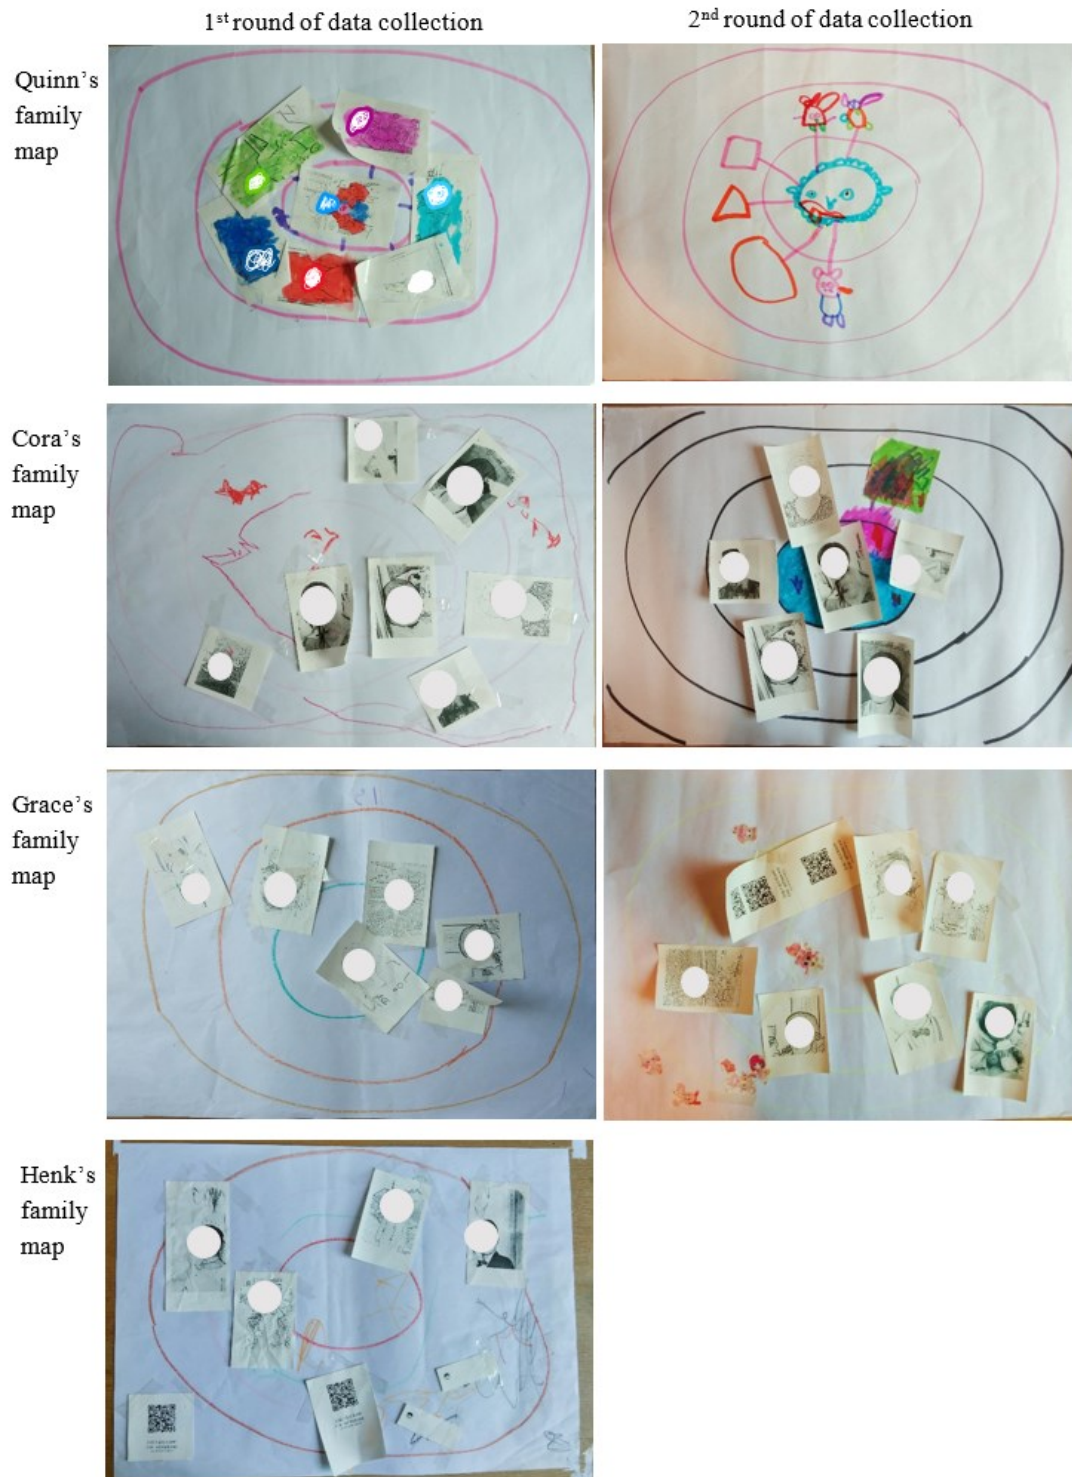 1st round of data collection
2nd round of data collection
Quinn's
family
map
Cora's
family
map
Grace's
family
map
Henk's
family
map